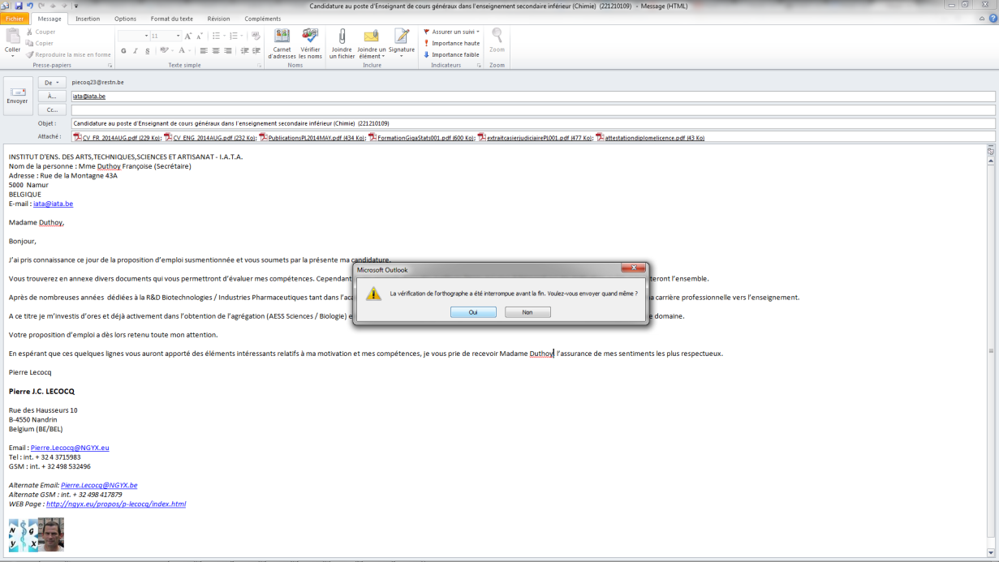 Candidature au poste d'Enseignant de cours généraux dans l'enseignement secondaire inférieur (Chimie) (221210109) - Message (HTML)
Fichier Message Insertion Options Format du texte Révision Compléments
Coller
Couper
Copier
Reproduire la mise en forme
Presse-papiers
11
G I S
Texte simple
Carnet d'adresses
Vérifier les noms
Noms
Joindre un fichier
Joindre un élément
Signature
Inclure
Assurer un suivi
Importance haute
Importance faible
Indicateurs
Zoom
Zoom
Envoyer
De piecoq23@restn.be
À... iata@iata.be
Cc...
Objet : Candidature au poste d'Enseignant de cours généraux dans l'enseignement secondaire inférieur (Chimie) (221210109)
Attaché : CV_FR_2014AUG.pdf (229 Ko); CV_ENG_2014AUG.pdf (232 Ko); PublicationsPL2014MAY.pdf (434 Ko); FormationGigaStats001.pdf (600 Ko); extraitcasierjudiciairePL001.pdf (477 Ko); attestationdiplomelicence.pdf (43 Ko)
INSTITUT D'ENS. DES ARTS,TECHNIQUES,SCIENCES ET ARTISANAT - I.A.T.A.
Nom de la personne : Mme Duthoy Françoise (Secrétaire)
Adresse : Rue de la Montagne 43A
5000 Namur
BELGIQUE
E-mail : iata@iata.be
Madame Duthoy,
Bonjour,
J'ai pris connaissance ce jour de la proposition d'emploi susmentionnée et vous soumets par la présente ma candidature.
Vous trouverez en annexe divers documents qui vous permettront d'évaluer mes compétences. Cependant teront l'ensemble.
Après de nombreuses années dédiées à la R&D Biotechnologies / Industries Pharmaceutiques tant dans l'aca a carrière professionnelle vers l'enseignement.
A ce titre je m'investis d'ores et déjà activement dans l'obtention de l'agrégation (AESS Sciences / Biologie) e e domaine.
Votre proposition d'emploi a dès lors retenu toute mon attention.
En espérant que ces quelques lignes vous auront apporté des éléments intéressants relatifs à ma motivation et mes compétences, je vous prie de recevoir Madame Duthoy, l'assurance de mes sentiments les plus respectueux.
Pierre Lecocq
Pierre J.C. LECOCQ
Rue des Hausseurs 10
B-4550 Nandrin
Belgium (BE/BEL)
Email : Pierre.Lecocq@NGYX.eu
Tel : int. + 32 4 3715983
GSM : int. + 32 498 532496
Alternate Email: Pierre.Lecocq@NGYX.be
Alternate GSM : int. + 32 498 417879
WEB Page : http://ngyx.eu/propos/p-lecocq/index.html
N G
Y X
Microsoft Outlook
La vérification de l'orthographe a été interrompue avant la fin. Voulez-vous envoyer quand même ?
Oui Non